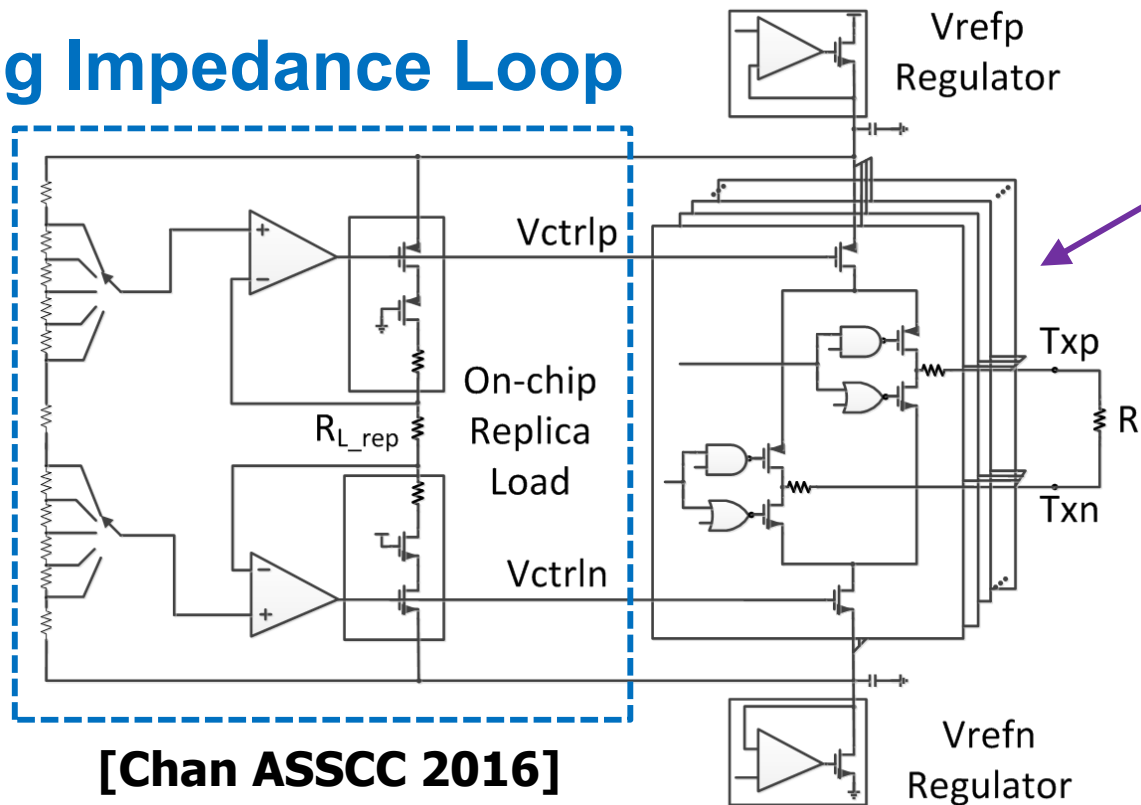 g Impedance Loop
Vrefp
Regulator
Vctrlp
+
−
On-chip
Replica
Load
RL_rep
Txp
R
Txn
−
+
Vctrln
Vrefn
Regulator
[Chan ASSCC 2016]